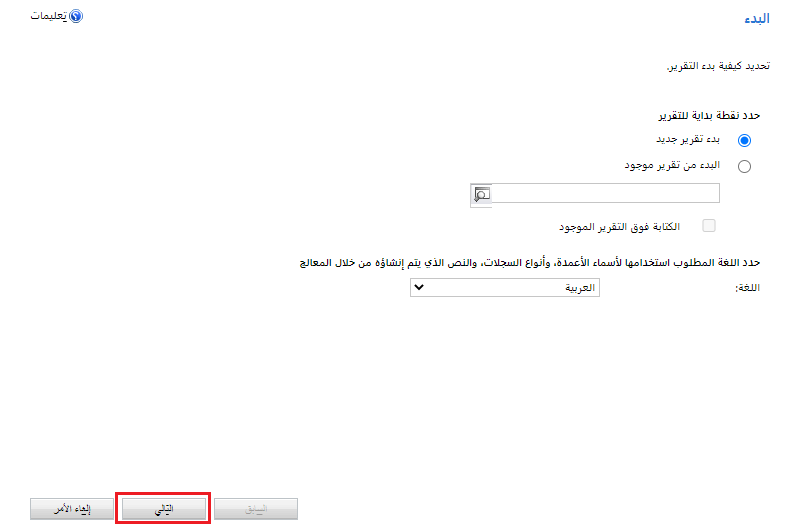 البدء
تعليمات
تحديد كيفية بدء التقرير.
حدد نقطة بداية للتقرير
بدء تقرير جديد
البدء من تقرير موجود
الكتابة فوق التقرير الموجود
حدد اللغة المطلوب استخدامها لأسماء الأعمدة، وأنواع السجلات، والنص الذي يتم إنشاؤه من خلال المعالج
اللغة: العربية
السابق التالي إلغاء الأمر